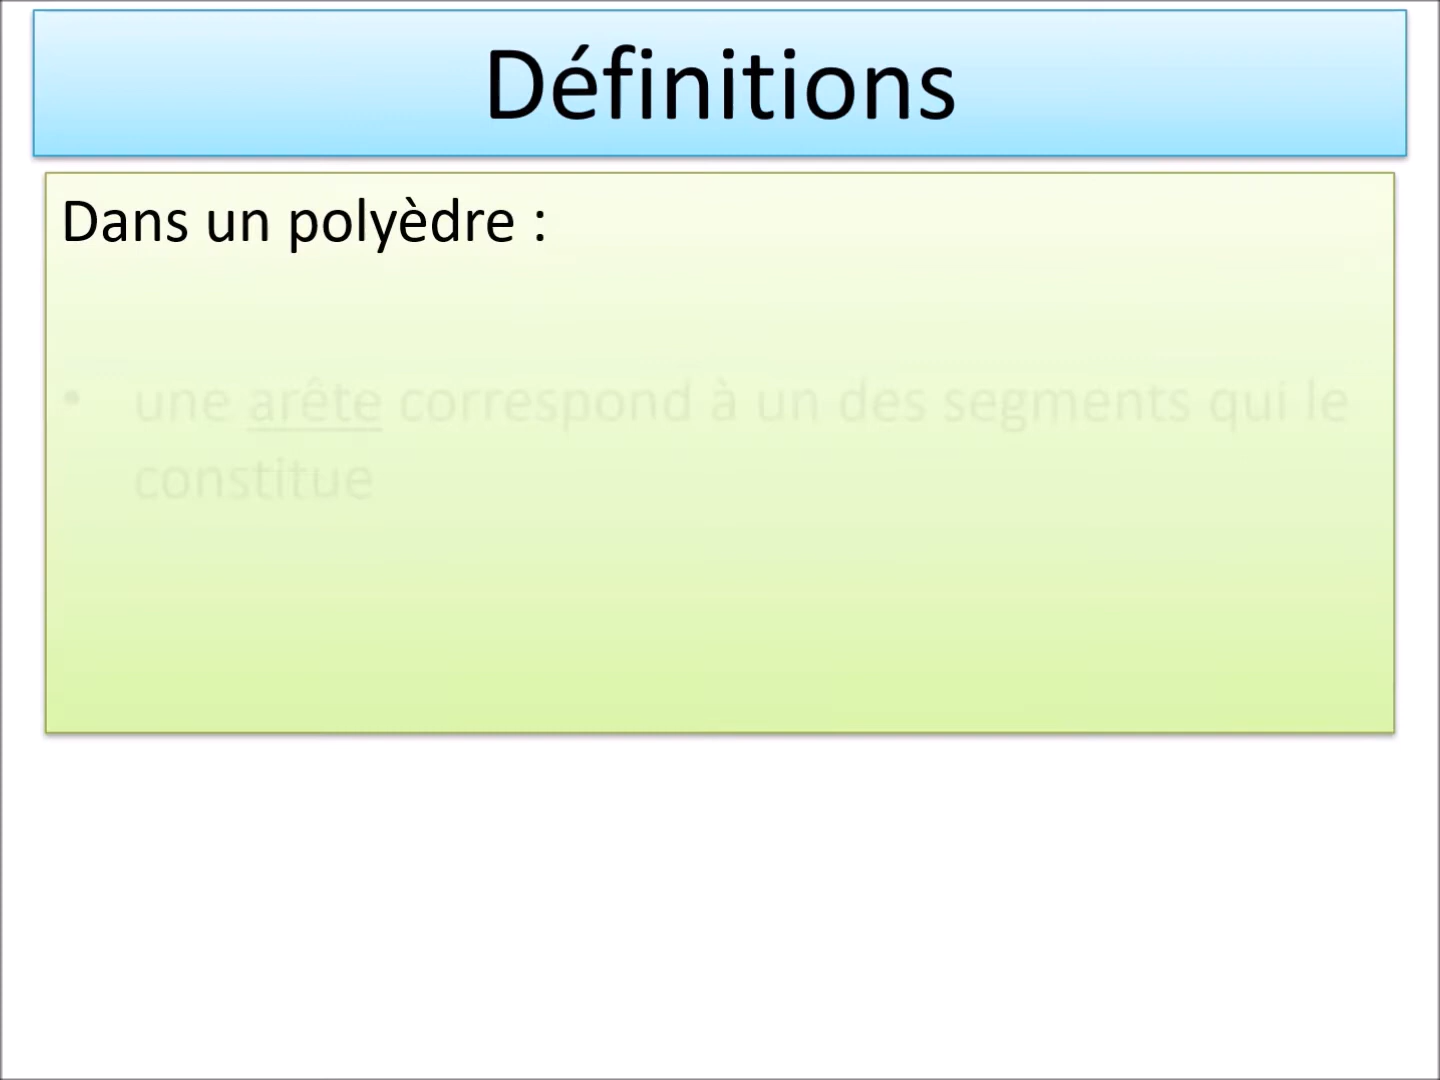 Définitions
Dans un polyèdre :
• une arête correspond à un des segments qui le
constitue